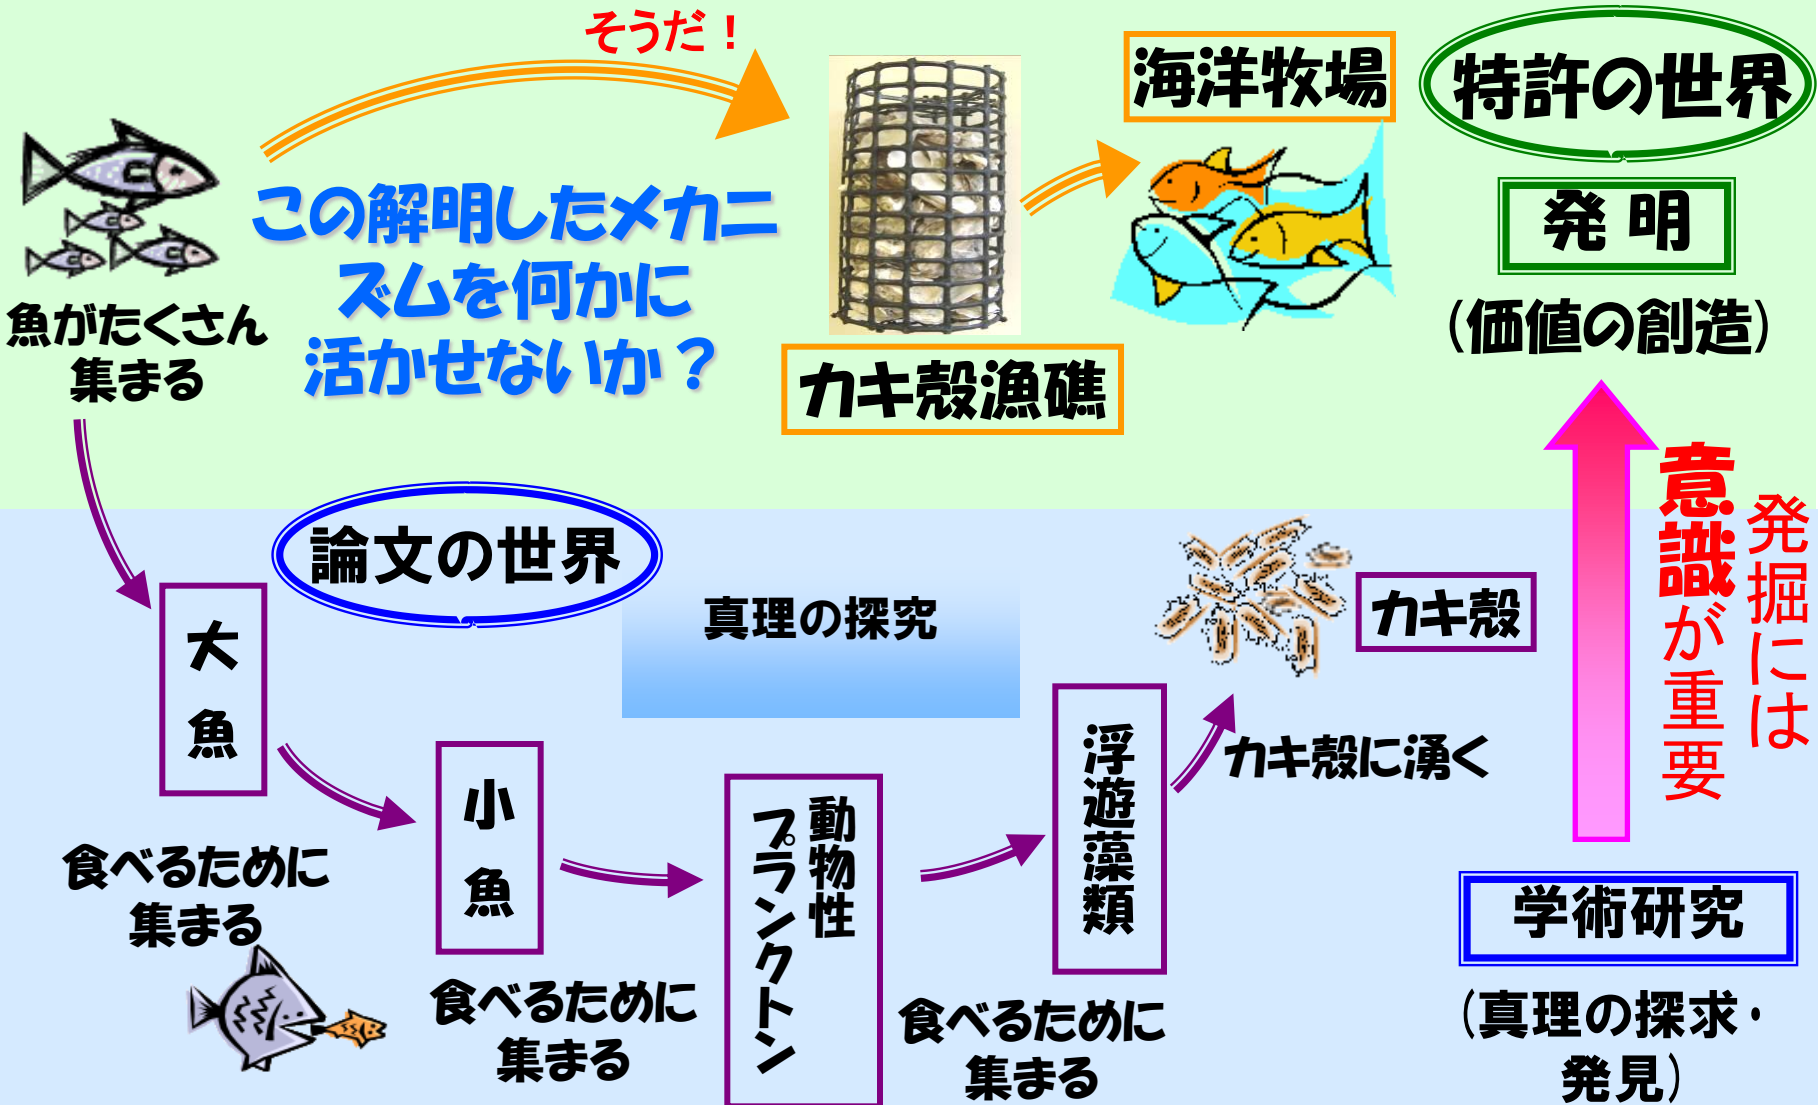 そうだ！
海洋牧場
特許の世界
発 明
(価値の創造)
この解明したメカニ
ズムを何かに
活かせないか？
魚がたくさん
集まる
カキ殻漁礁
論文の世界
真理の探究
大魚
食べるために
集まる
小魚
食べるために
集まる
動物性
プランクトン
食べるために
集まる
浮遊藻類
カキ殻
カキ殻に湧く
発掘には
意識が重要
学術研究
(真理の探求・
発見)